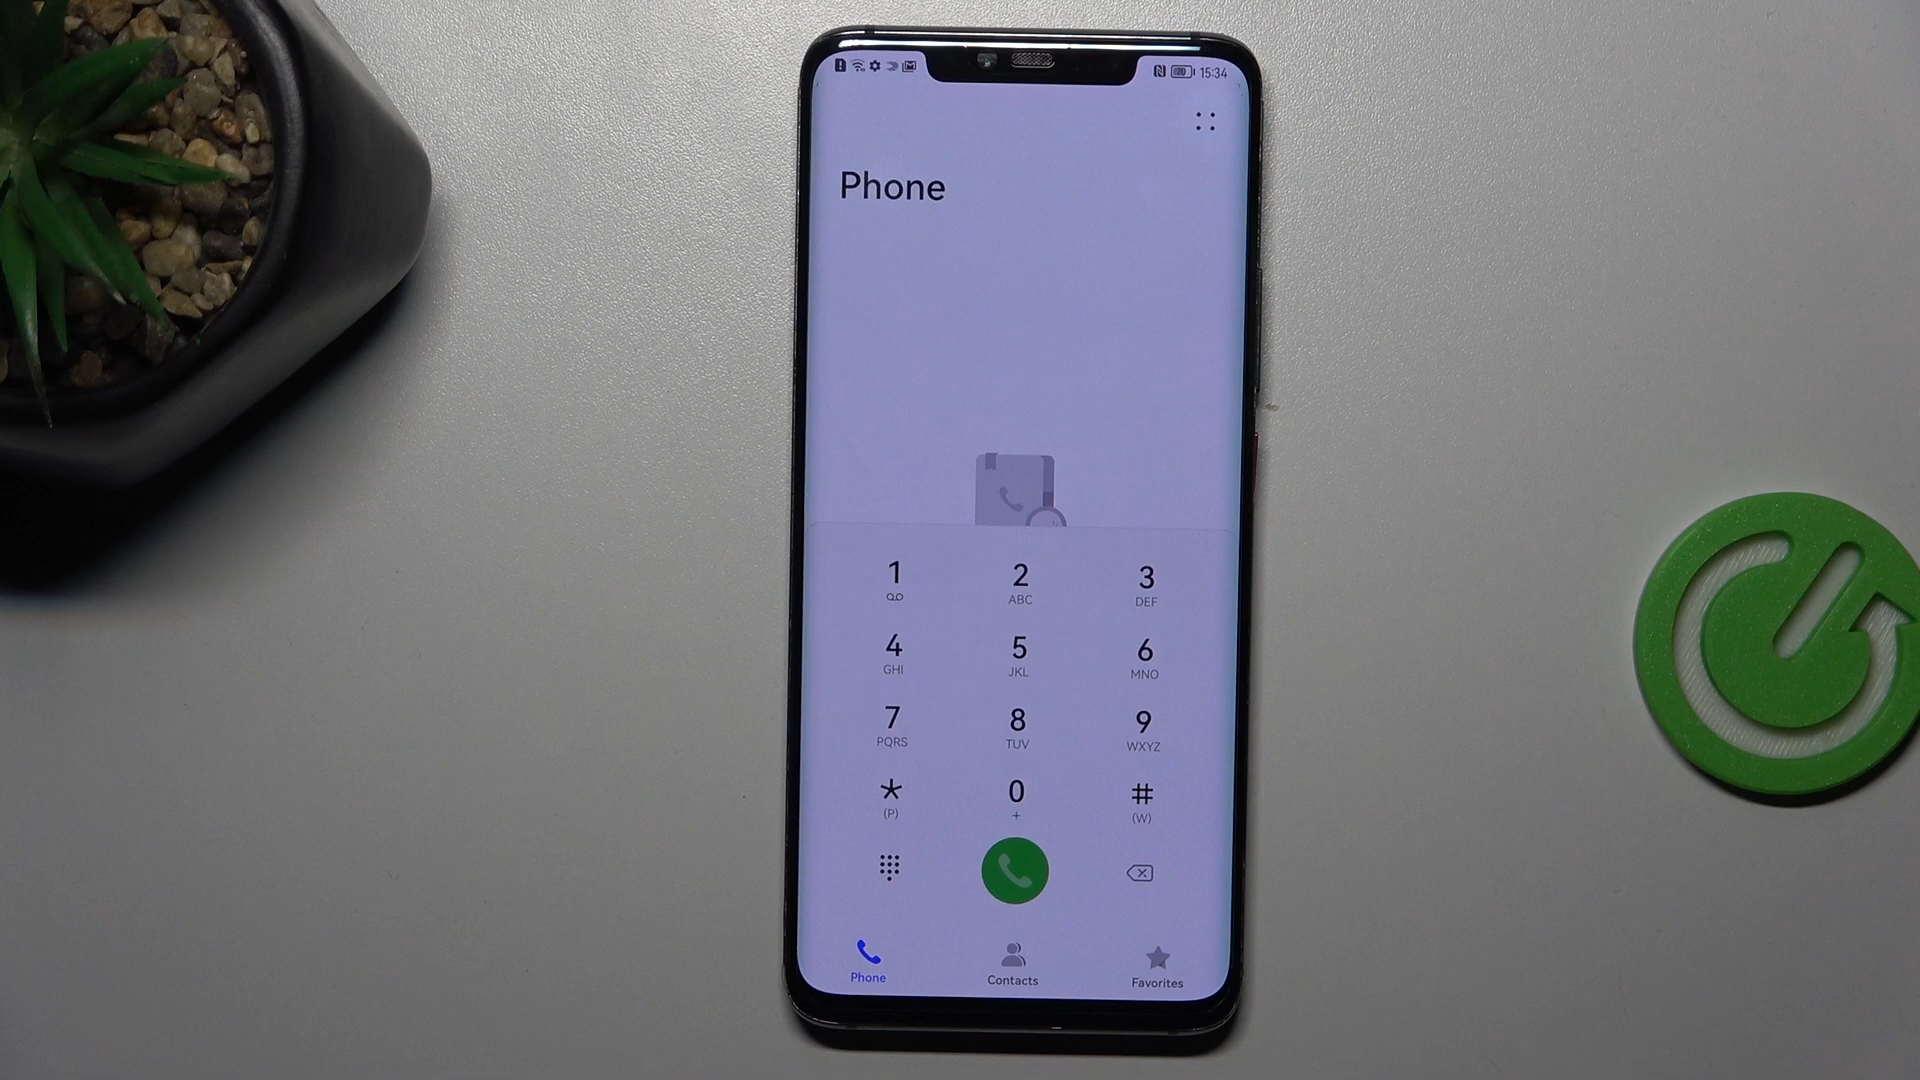 70 15:34
Phone
1 2 3
ABC DEF
4 5 6
GHI JKL MNO
7 8 9
PQRS TUV WXYZ
* 0 #
(P) + (W)
Phone Contacts Favorites